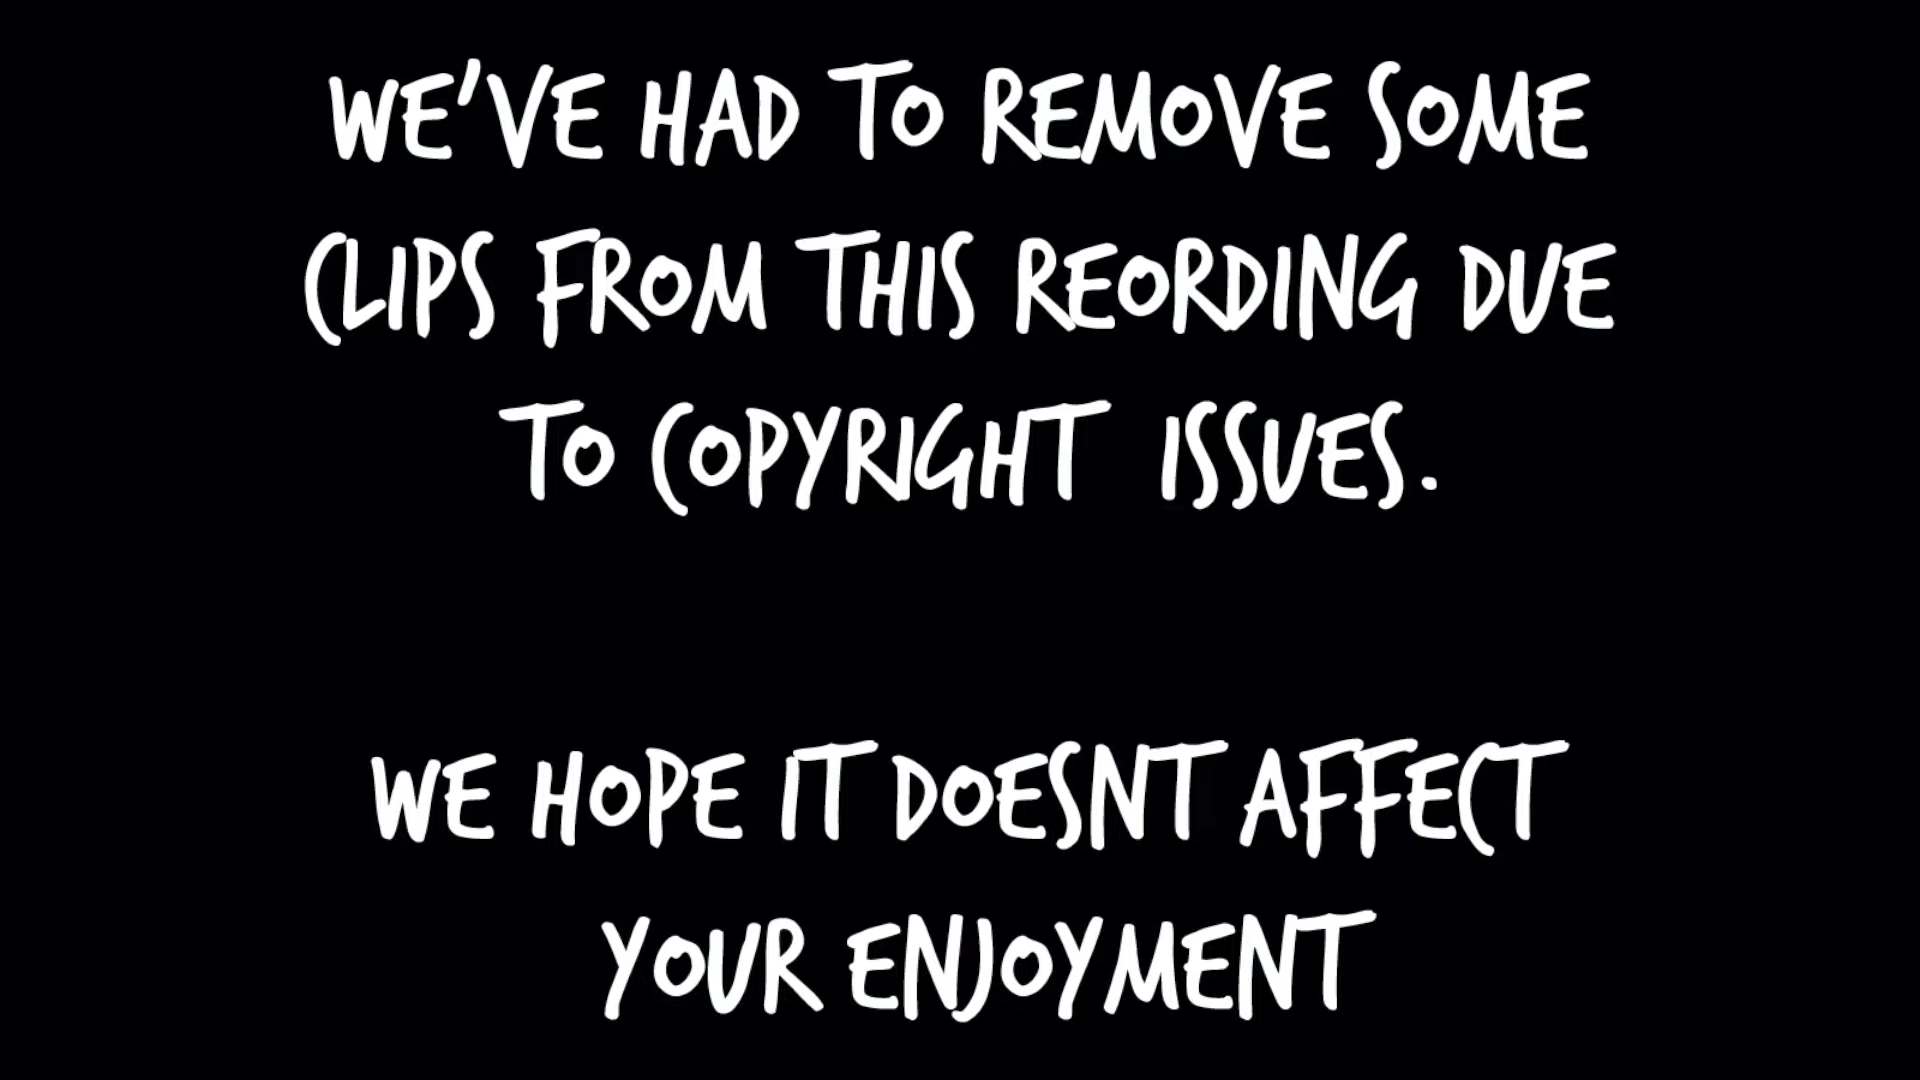 WE'VE HAD TO REMOVE SOME
CLIPS FROM THIS REORDING DUE
TO COPYRIGHT ISSUES.
WE HOPE IT DOESNT AFFECT
YOUR ENJOYMENT